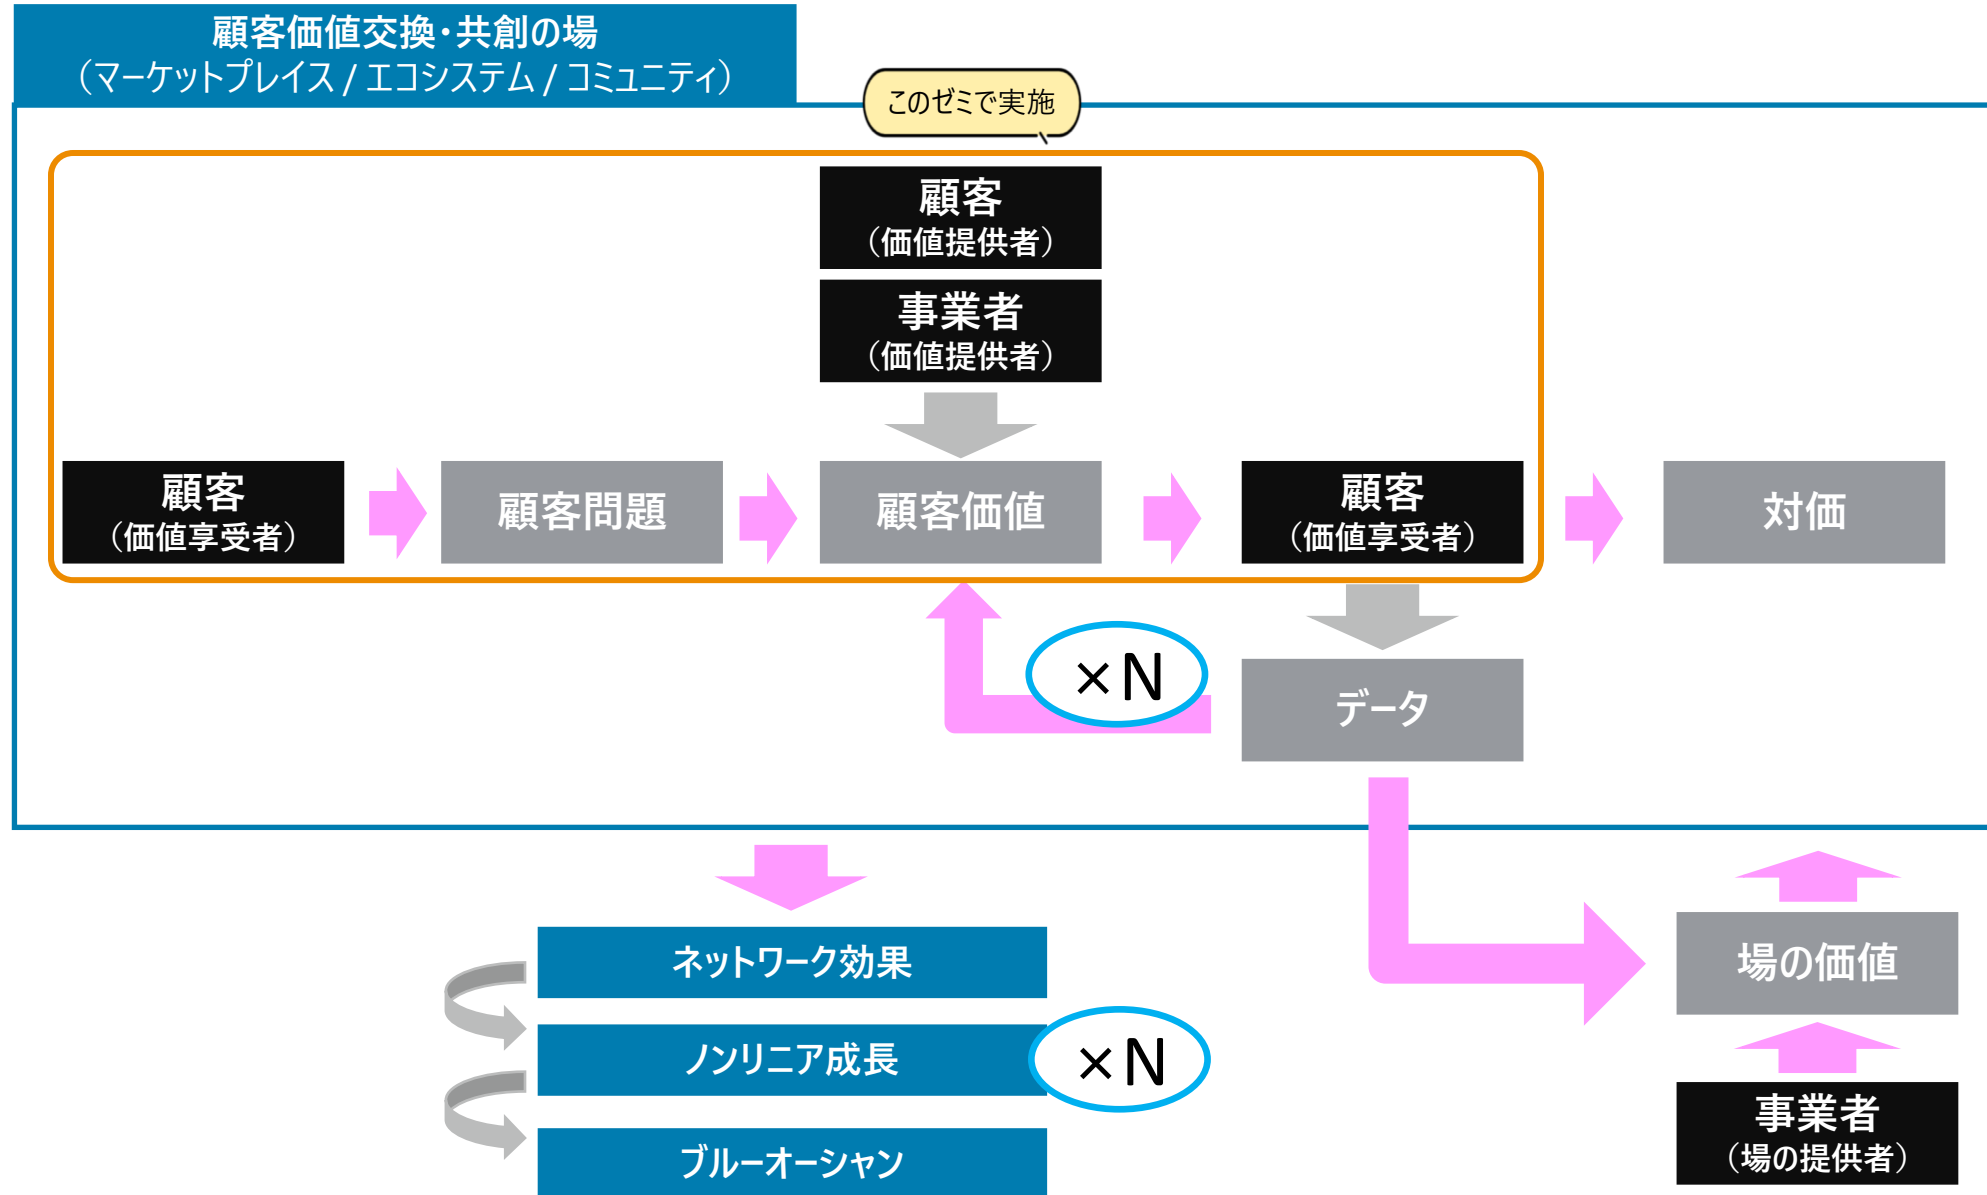 顧客価値交換・共創の場
（マーケットプレイス / エコシステム / コミュニティ）
このゼミで実施
顧客
（価値提供者）
事業者
（価値提供者）
顧客
（価値享受者）
顧客問題
顧客価値
顧客
（価値享受者）
対価
×N
データ
ネットワーク効果
ノンリニア成長
×N
ブルーオーシャン
場の価値
事業者
（場の提供者）